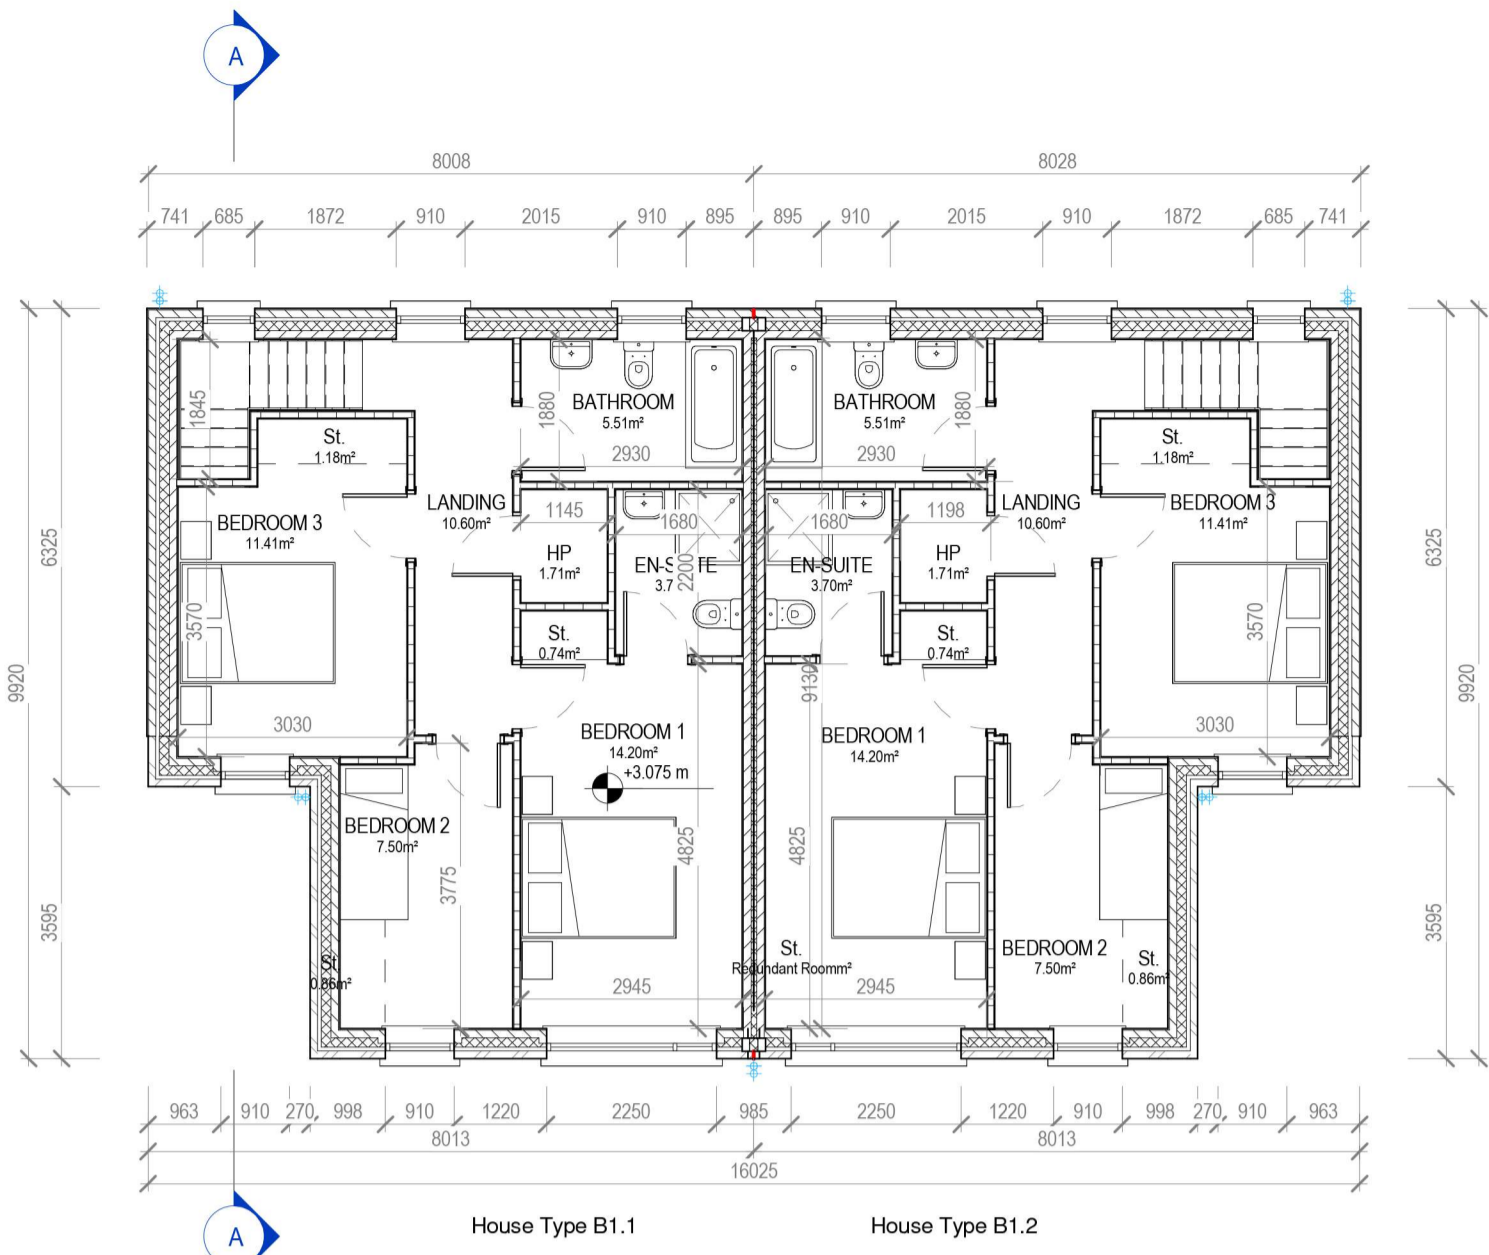 A
8008 8028
741 685 1872 910 2015 910 895 895 910 2015 910 1872 685 741
1845
1880
BATHROOM
5.51m²
2930
BATHROOM
5.51m²
2930
1880
St.
1.18m²
St.
1.18m²
LANDING
10.60m²
LANDING
10.60m²
BEDROOM 3
11.41m²
BEDROOM 3
11.41m²
1145
1680
1680
1198
HP
1.71m²
HP
1.71m²
2200
3.7
EN-SUITE
3.70m²
6325
9920
3595
6325
9920
3595
3570
3570
St.
0.74m²
St.
0.74m²
9130
3030
3030
BEDROOM 1
14.20m²
+3.075 m
BEDROOM 1
14.20m²
BEDROOM 2
7.50m²
3775
4825
4825
St.
0.86m²
St.
Redundant Roomm²
BEDROOM 2
7.50m²
St.
0.86m²
2945
2945
963 910 270 998 910 1220 2250 985 2250 1220 910 998 270 910 963
8013 8013
16025
A
House Type B1.1 House Type B1.2